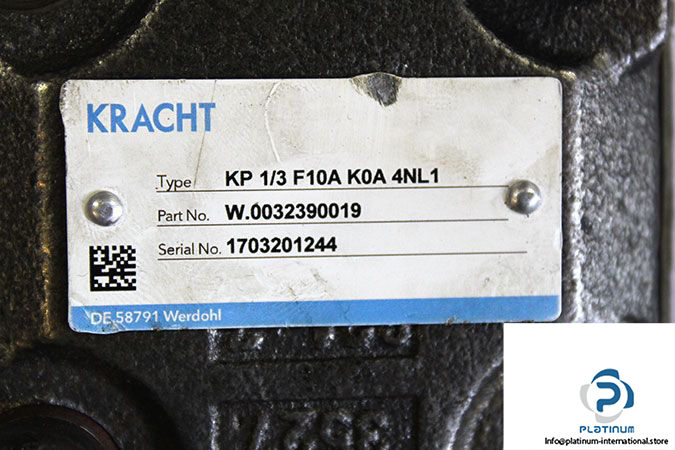 KRACHT
Type KP 1/3 F10A K0A 4NL1
Part No. W.0032390019
Serial No. 1703201244
DE 58791 Werdohl
PLATINUM
Info@platinum-international.store